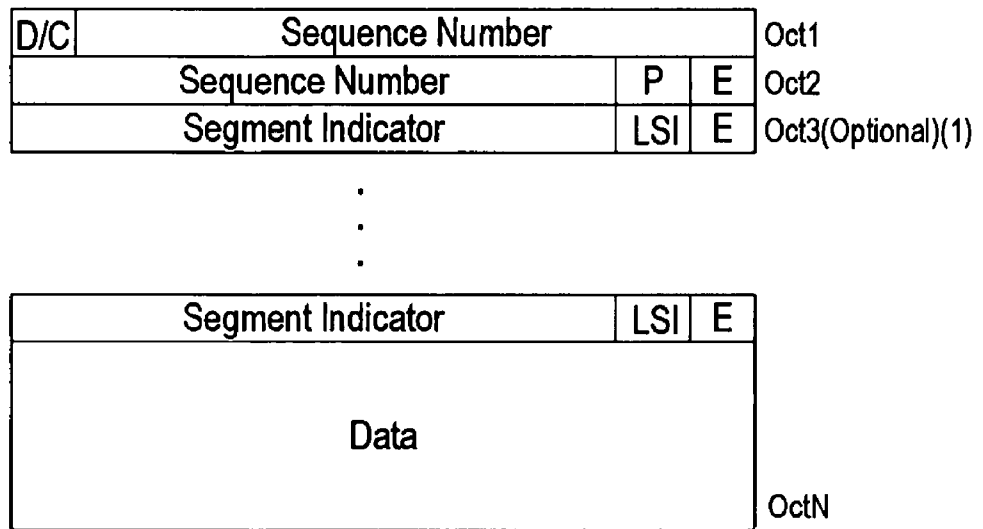 D/C Sequence Number Oct1
Sequence Number P E Oct2
Segment Indicator LSI E Oct3(Optional)(1)
Segment Indicator LSI E
Data
OctN